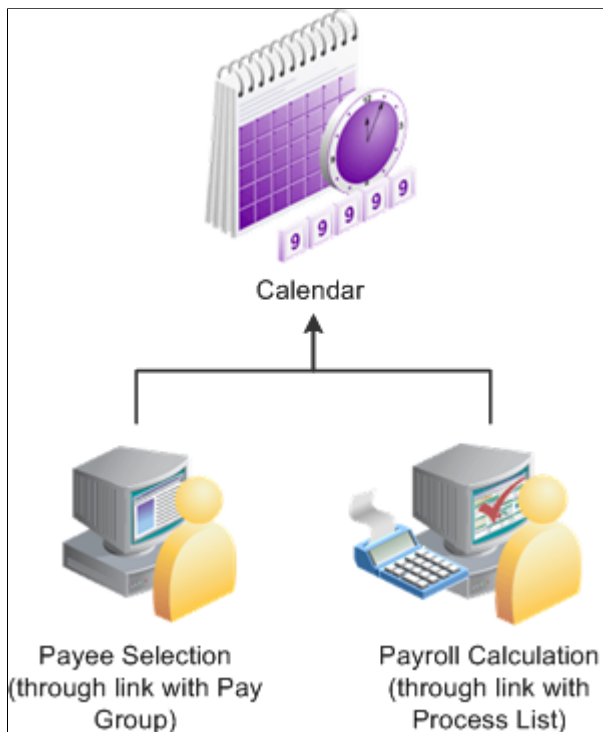 9 9 9 9 9
Calendar
Payee Selection
(through link with Pay
Group)
Payroll Calculation
(through link with
Process List)